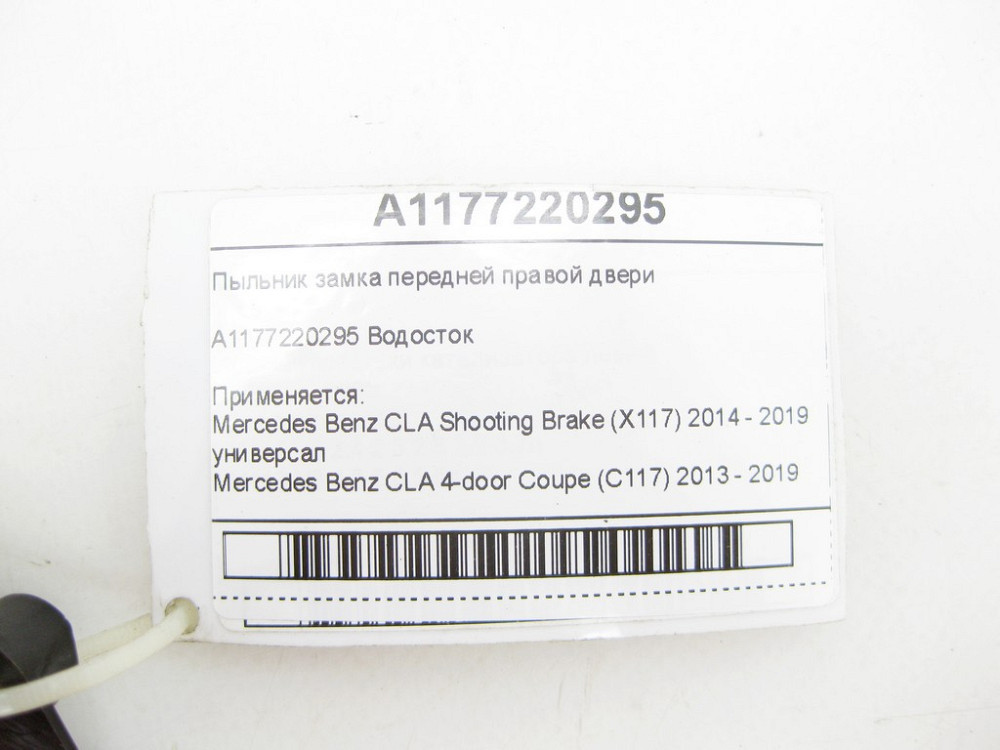 A1177220295
Пыльник замка передней правой двери
A1177220295 Водосток
Применяется:
Mercedes Benz CLA Shooting Brake (X117) 2014 - 2019
универсал
Mercedes Benz CLA 4-door Coupe (C117) 2013 - 2019